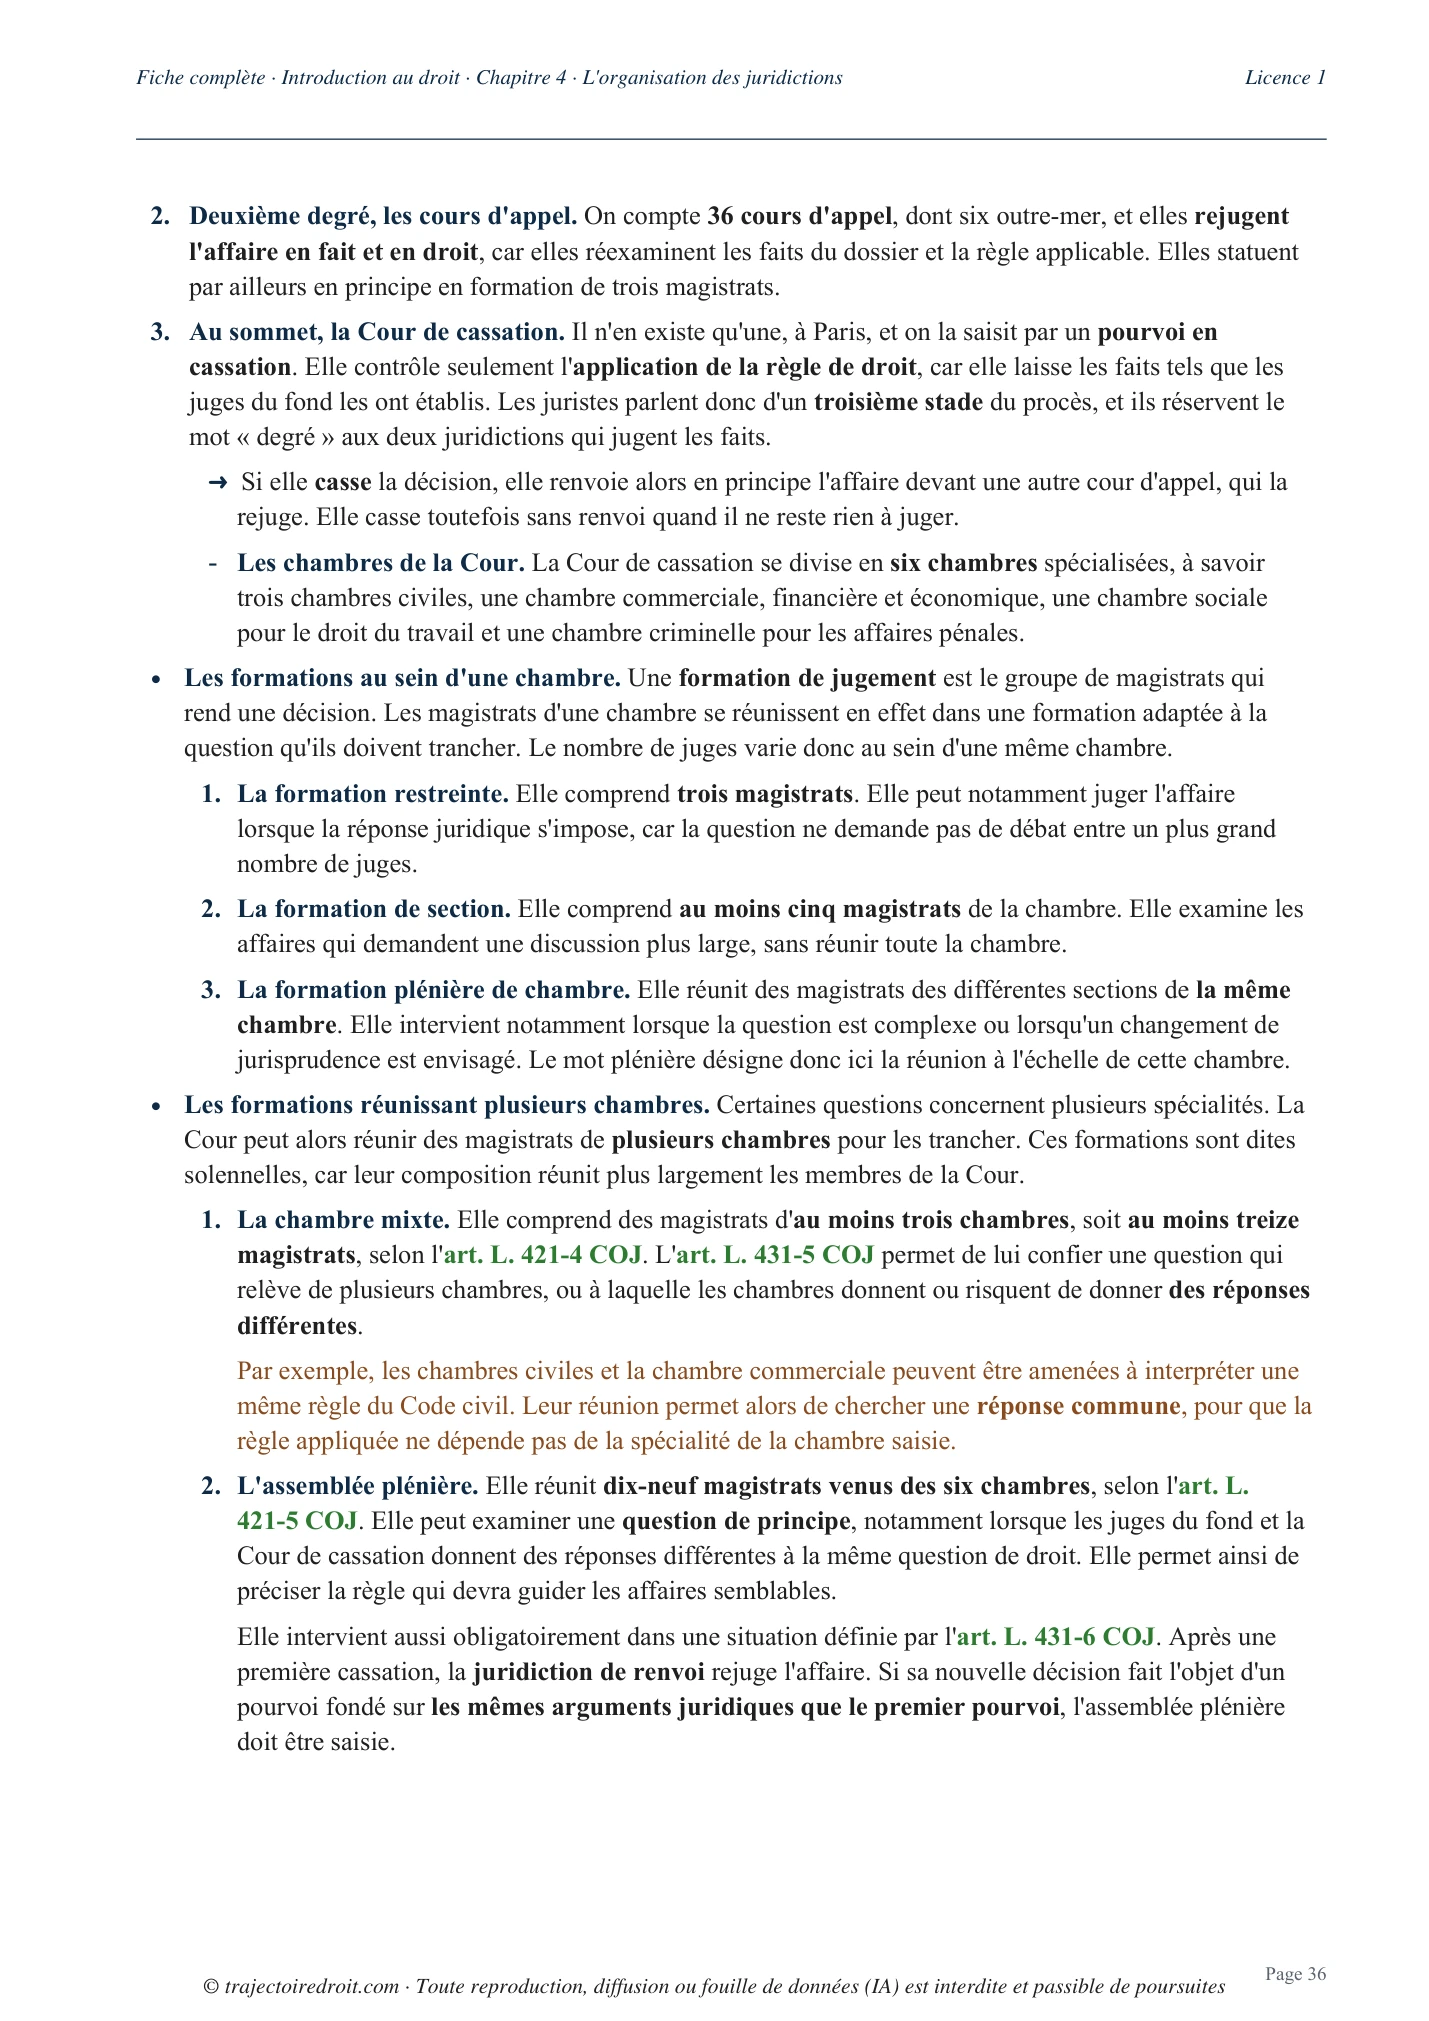 Fiche complète · Introduction au droit · Chapitre 4 · L'organisation des juridictions
Licence 1
2. Deuxième degré, les cours d'appel. On compte 36 cours d'appel, dont six outre-mer, et elles rejugent
l'affaire en fait et en droit, car elles réexaminent les faits du dossier et la règle applicable. Elles statuent
par ailleurs en principe en formation de trois magistrats.
3. Au sommet, la Cour de cassation. Il n'en existe qu'une, à Paris, et on la saisit par un pourvoi en
cassation. Elle contrôle seulement l'application de la règle de droit, car elle laisse les faits tels que les
juges du fond les ont établis. Les juristes parlent donc d'un troisième stade du procès, et ils réservent le
mot « degré » aux deux juridictions qui jugent les faits.
➜ Si elle casse la décision, elle renvoie alors en principe l'affaire devant une autre cour d'appel, qui la
rejuge. Elle casse toutefois sans renvoi quand il ne reste rien à juger.
- Les chambres de la Cour. La Cour de cassation se divise en six chambres spécialisées, à savoir
trois chambres civiles, une chambre commerciale, financière et économique, une chambre sociale
pour le droit du travail et une chambre criminelle pour les affaires pénales.
• Les formations au sein d'une chambre. Une formation de jugement est le groupe de magistrats qui
rend une décision. Les magistrats d'une chambre se réunissent en effet dans une formation adaptée à la
question qu'ils doivent trancher. Le nombre de juges varie donc au sein d'une même chambre.
1. La formation restreinte. Elle comprend trois magistrats. Elle peut notamment juger l'affaire
lorsque la réponse juridique s'impose, car la question ne demande pas de débat entre un plus grand
nombre de juges.
2. La formation de section. Elle comprend au moins cinq magistrats de la chambre. Elle examine les
affaires qui demandent une discussion plus large, sans réunir toute la chambre.
3. La formation plénière de chambre. Elle réunit des magistrats des différentes sections de la même
chambre. Elle intervient notamment lorsque la question est complexe ou lorsqu'un changement de
jurisprudence est envisagé. Le mot plénière désigne donc ici la réunion à l'échelle de cette chambre.
• Les formations réunissant plusieurs chambres. Certaines questions concernent plusieurs spécialités. La
Cour peut alors réunir des magistrats de plusieurs chambres pour les trancher. Ces formations sont dites
solennelles, car leur composition réunit plus largement les membres de la Cour.
1. La chambre mixte. Elle comprend des magistrats d'au moins trois chambres, soit au moins treize
magistrats, selon l'art. L. 421-4 COJ. L'art. L. 431-5 COJ permet de lui confier une question qui
relève de plusieurs chambres, ou à laquelle les chambres donnent ou risquent de donner des réponses
différentes.
Par exemple, les chambres civiles et la chambre commerciale peuvent être amenées à interpréter une
même règle du Code civil. Leur réunion permet alors de chercher une réponse commune, pour que la
règle appliquée ne dépende pas de la spécialité de la chambre saisie.
2. L'assemblée plénière. Elle réunit dix-neuf magistrats venus des six chambres, selon l'art. L.
421-5 COJ. Elle peut examiner une question de principe, notamment lorsque les juges du fond et la
Cour de cassation donnent des réponses différentes à la même question de droit. Elle permet ainsi de
préciser la règle qui devra guider les affaires semblables.
Elle intervient aussi obligatoirement dans une situation définie par l'art. L. 431-6 COJ. Après une
première cassation, la juridiction de renvoi rejuge l'affaire. Si sa nouvelle décision fait l'objet d'un
pourvoi fondé sur les mêmes arguments juridiques que le premier pourvoi, l'assemblée plénière
doit être saisie.
© trajectoiredroit.com · Toute reproduction, diffusion ou fouille de données (IA) est interdite et passible de poursuites
Page 36